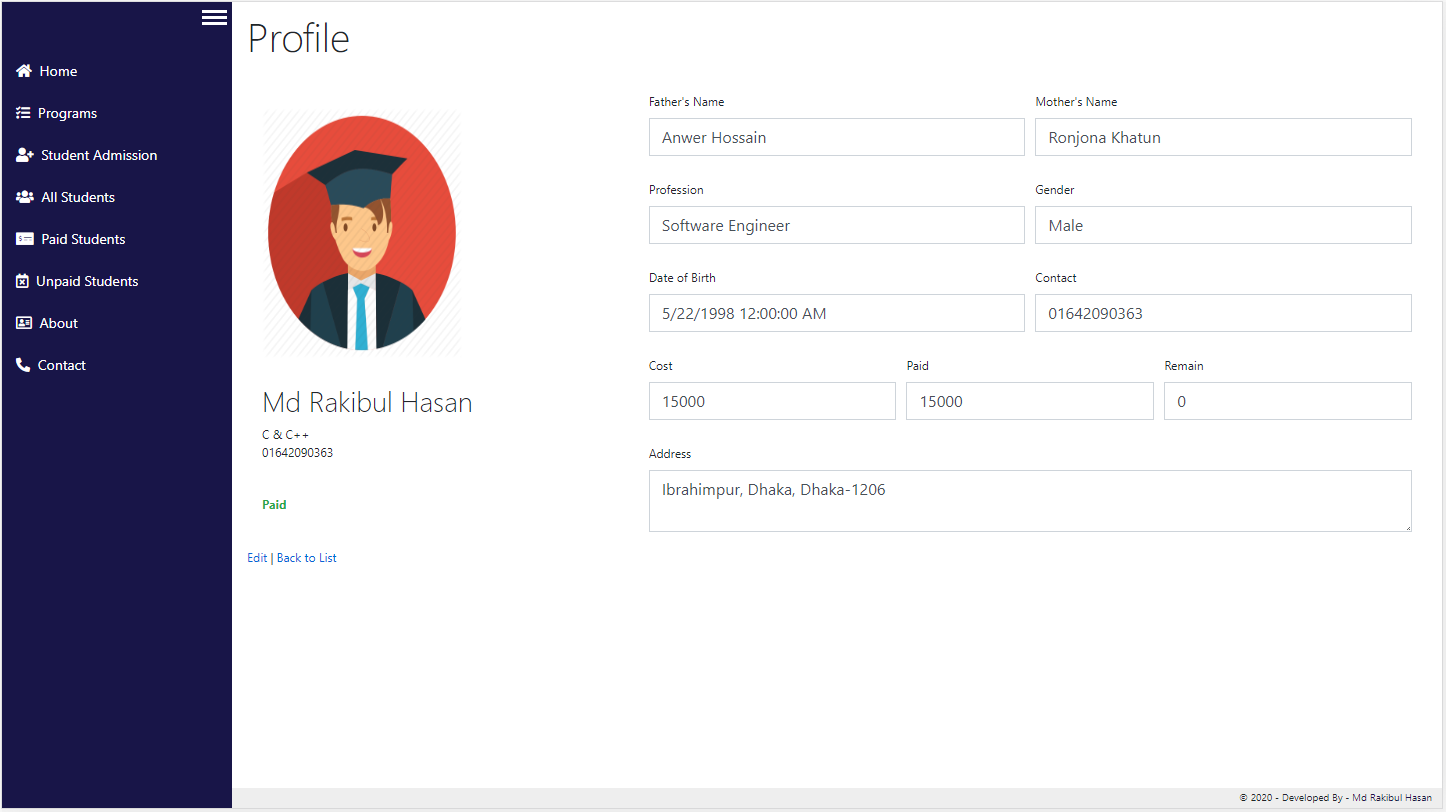 Profile
Home
Programs
Student Admission
All Students
Paid Students
Unpaid Students
About
Contact
Md Rakibul Hasan
C & C++
01642090363
Paid
Edit | Back to List
Father's Name
Mother's Name
Anwer Hossain
Ronjona Khatun
Profession
Gender
Software Engineer
Male
Date of Birth
Contact
5/22/1998 12:00:00 AM
01642090363
Cost
Paid
Remain
15000
15000
0
Address
Ibrahimpur, Dhaka, Dhaka-1206
© 2020 - Developed By - Md Rakibul Hasan